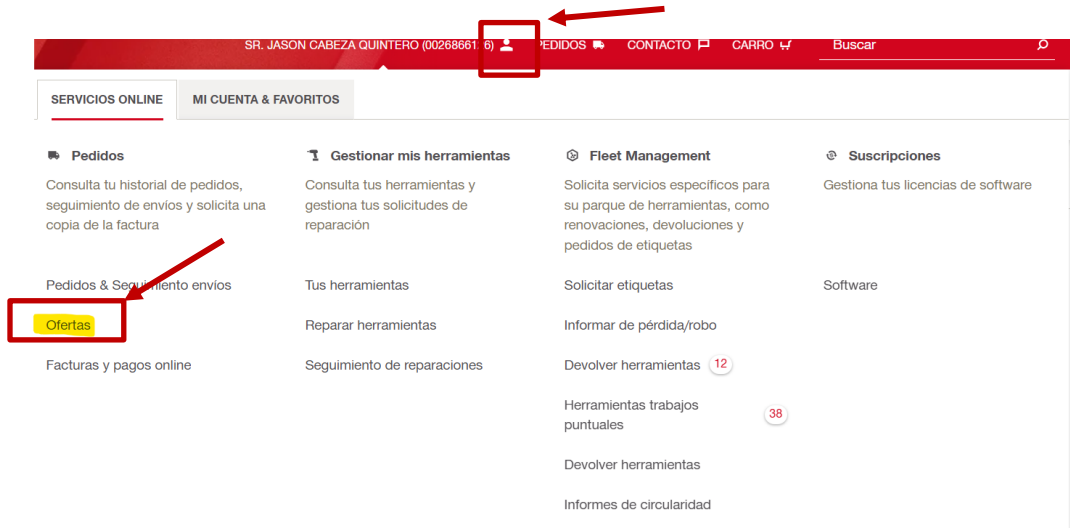 SR. JASON CABEZA QUINTERO (0026866126) PEDIDOS CONTACTO CARRO Buscar
SERVICIOS ONLINE MI CUENTA & FAVORITOS
Pedidos
Consulta tu historial de pedidos,
seguimiento de envíos y solicita una
copia de la factura
Pedidos & Seguimiento envíos
Ofertas
Facturas y pagos online
Gestionar mis herramientas
Consulta tus herramientas y
gestiona tus solicitudes de
reparación
Tus herramientas
Reparar herramientas
Seguimiento de reparaciones
Fleet Management
Solicita servicios específicos para
su parque de herramientas, como
renovaciones, devoluciones y
pedidos de etiquetas
Solicitar etiquetas
Informar de pérdida/robo
Devolver herramientas 12
Herramientas trabajos
puntuales 38
Devolver herramientas
Informes de circularidad
Suscripciones
Gestiona tus licencias de software
Software